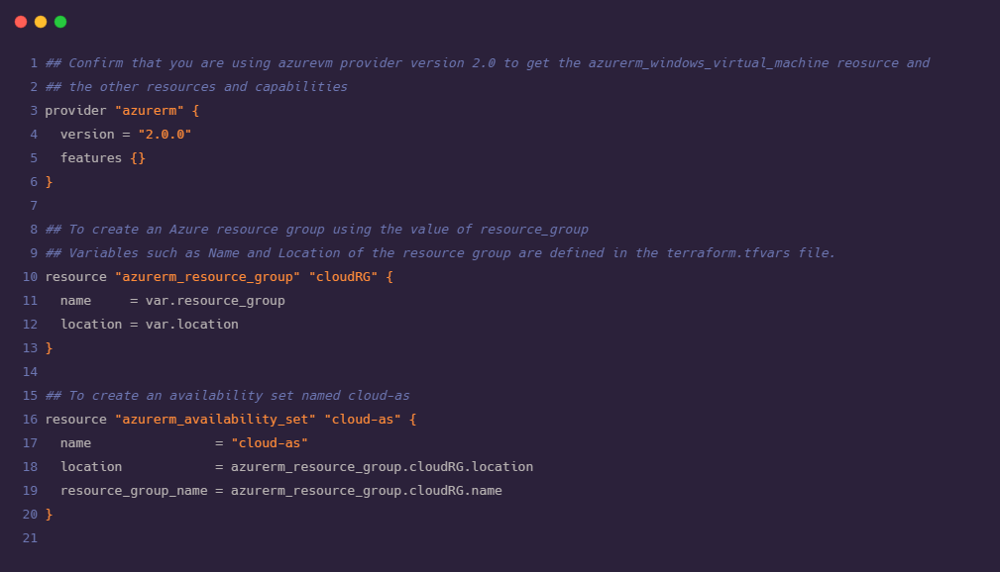 1 ## Confirm that you are using azurevm provider version 2.0 to get the azurerm_windows_virtual_machine reosurce and
2 ## the other resources and capabilities
3 provider "azurerm" {
4   version = "2.0.0"
5   features {}
6 }
7
8 ## To create an Azure resource group using the value of resource_group
9 ## Variables such as Name and Location of the resource group are defined in the terraform.tfvars file.
10 resource "azurerm_resource_group" "cloudRG" {
11   name     = var.resource_group
12   location = var.location
13 }
14
15 ## To create an availability set named cloud-as
16 resource "azurerm_availability_set" "cloud-as" {
17   name                = "cloud-as"
18   location            = azurerm_resource_group.cloudRG.location
19   resource_group_name = azurerm_resource_group.cloudRG.name
20 }
21